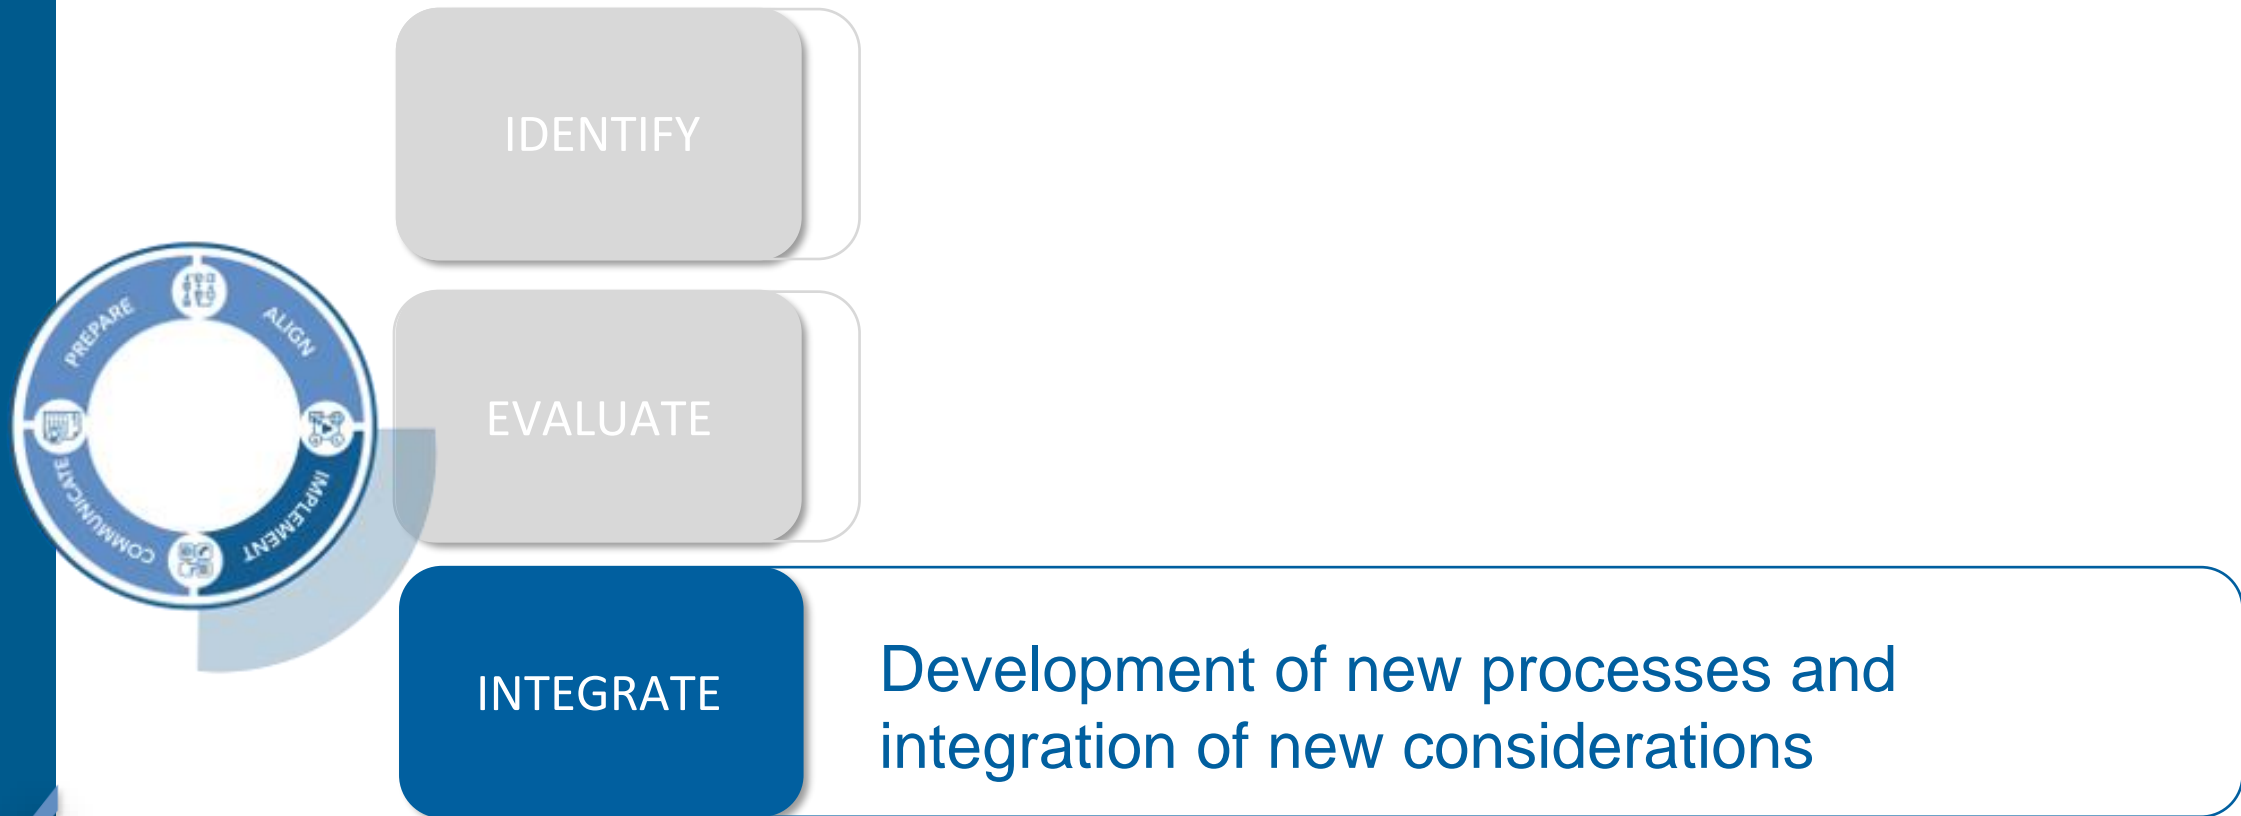 IDENTIFY
PREPARE
ALIGN
EVALUATE
COMMUNICATE
IMPLEMENT
INTEGRATE
Development of new processes and
integration of new considerations